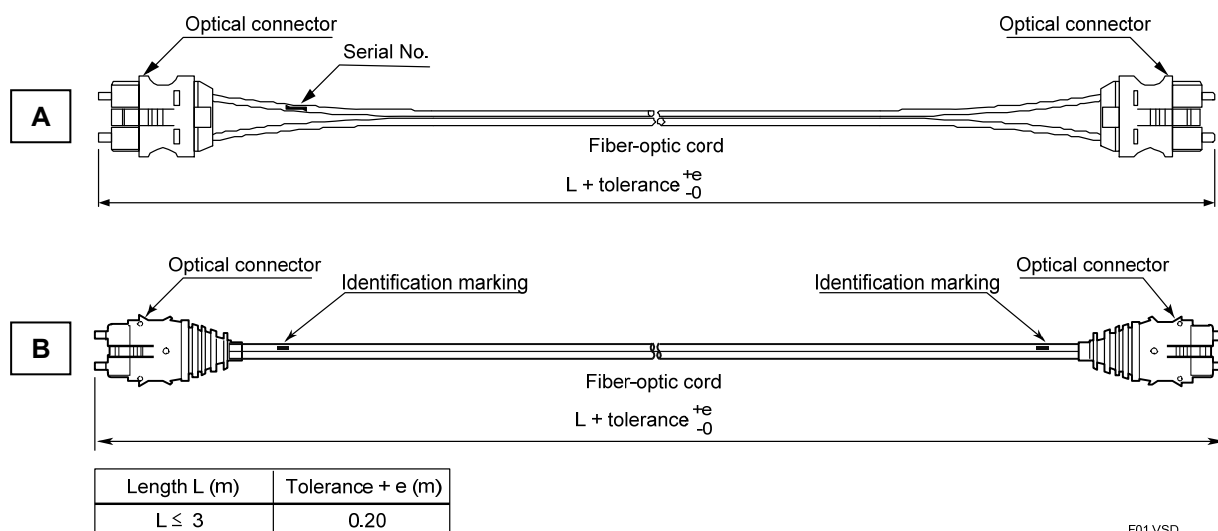 Optical connector
Optical connector
Serial No.
A
Fiber-optic cord
L + tolerance +e -0
Optical connector
Optical connector
Identification marking
Identification marking
B
Fiber-optic cord
L + tolerance +e -0
Length L (m) Tolerance + e (m)
L ≤ 3 0.20
F01.VSD